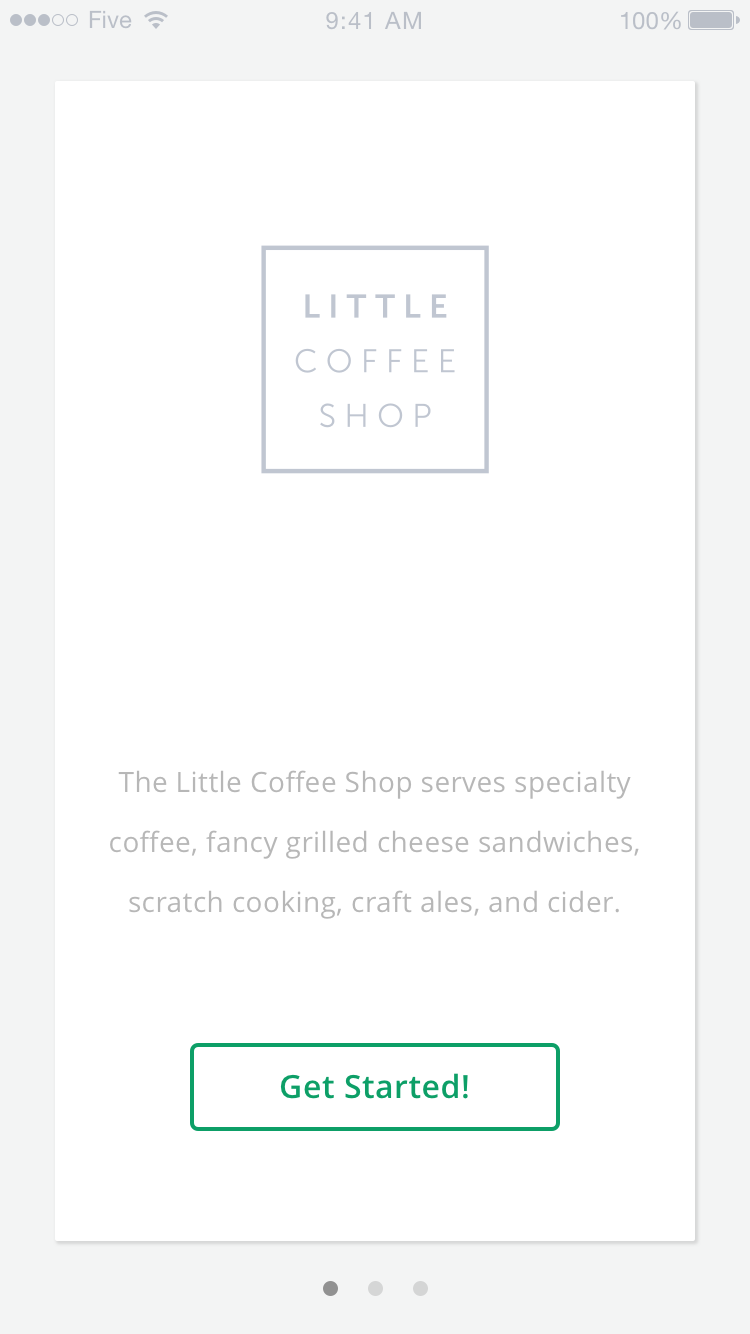 Five 9:41 AM 100%
LITTLE
COFFEE
SHOP
The Little Coffee Shop serves specialty
coffee, fancy grilled cheese sandwiches,
scratch cooking, craft ales, and cider.
Get Started!